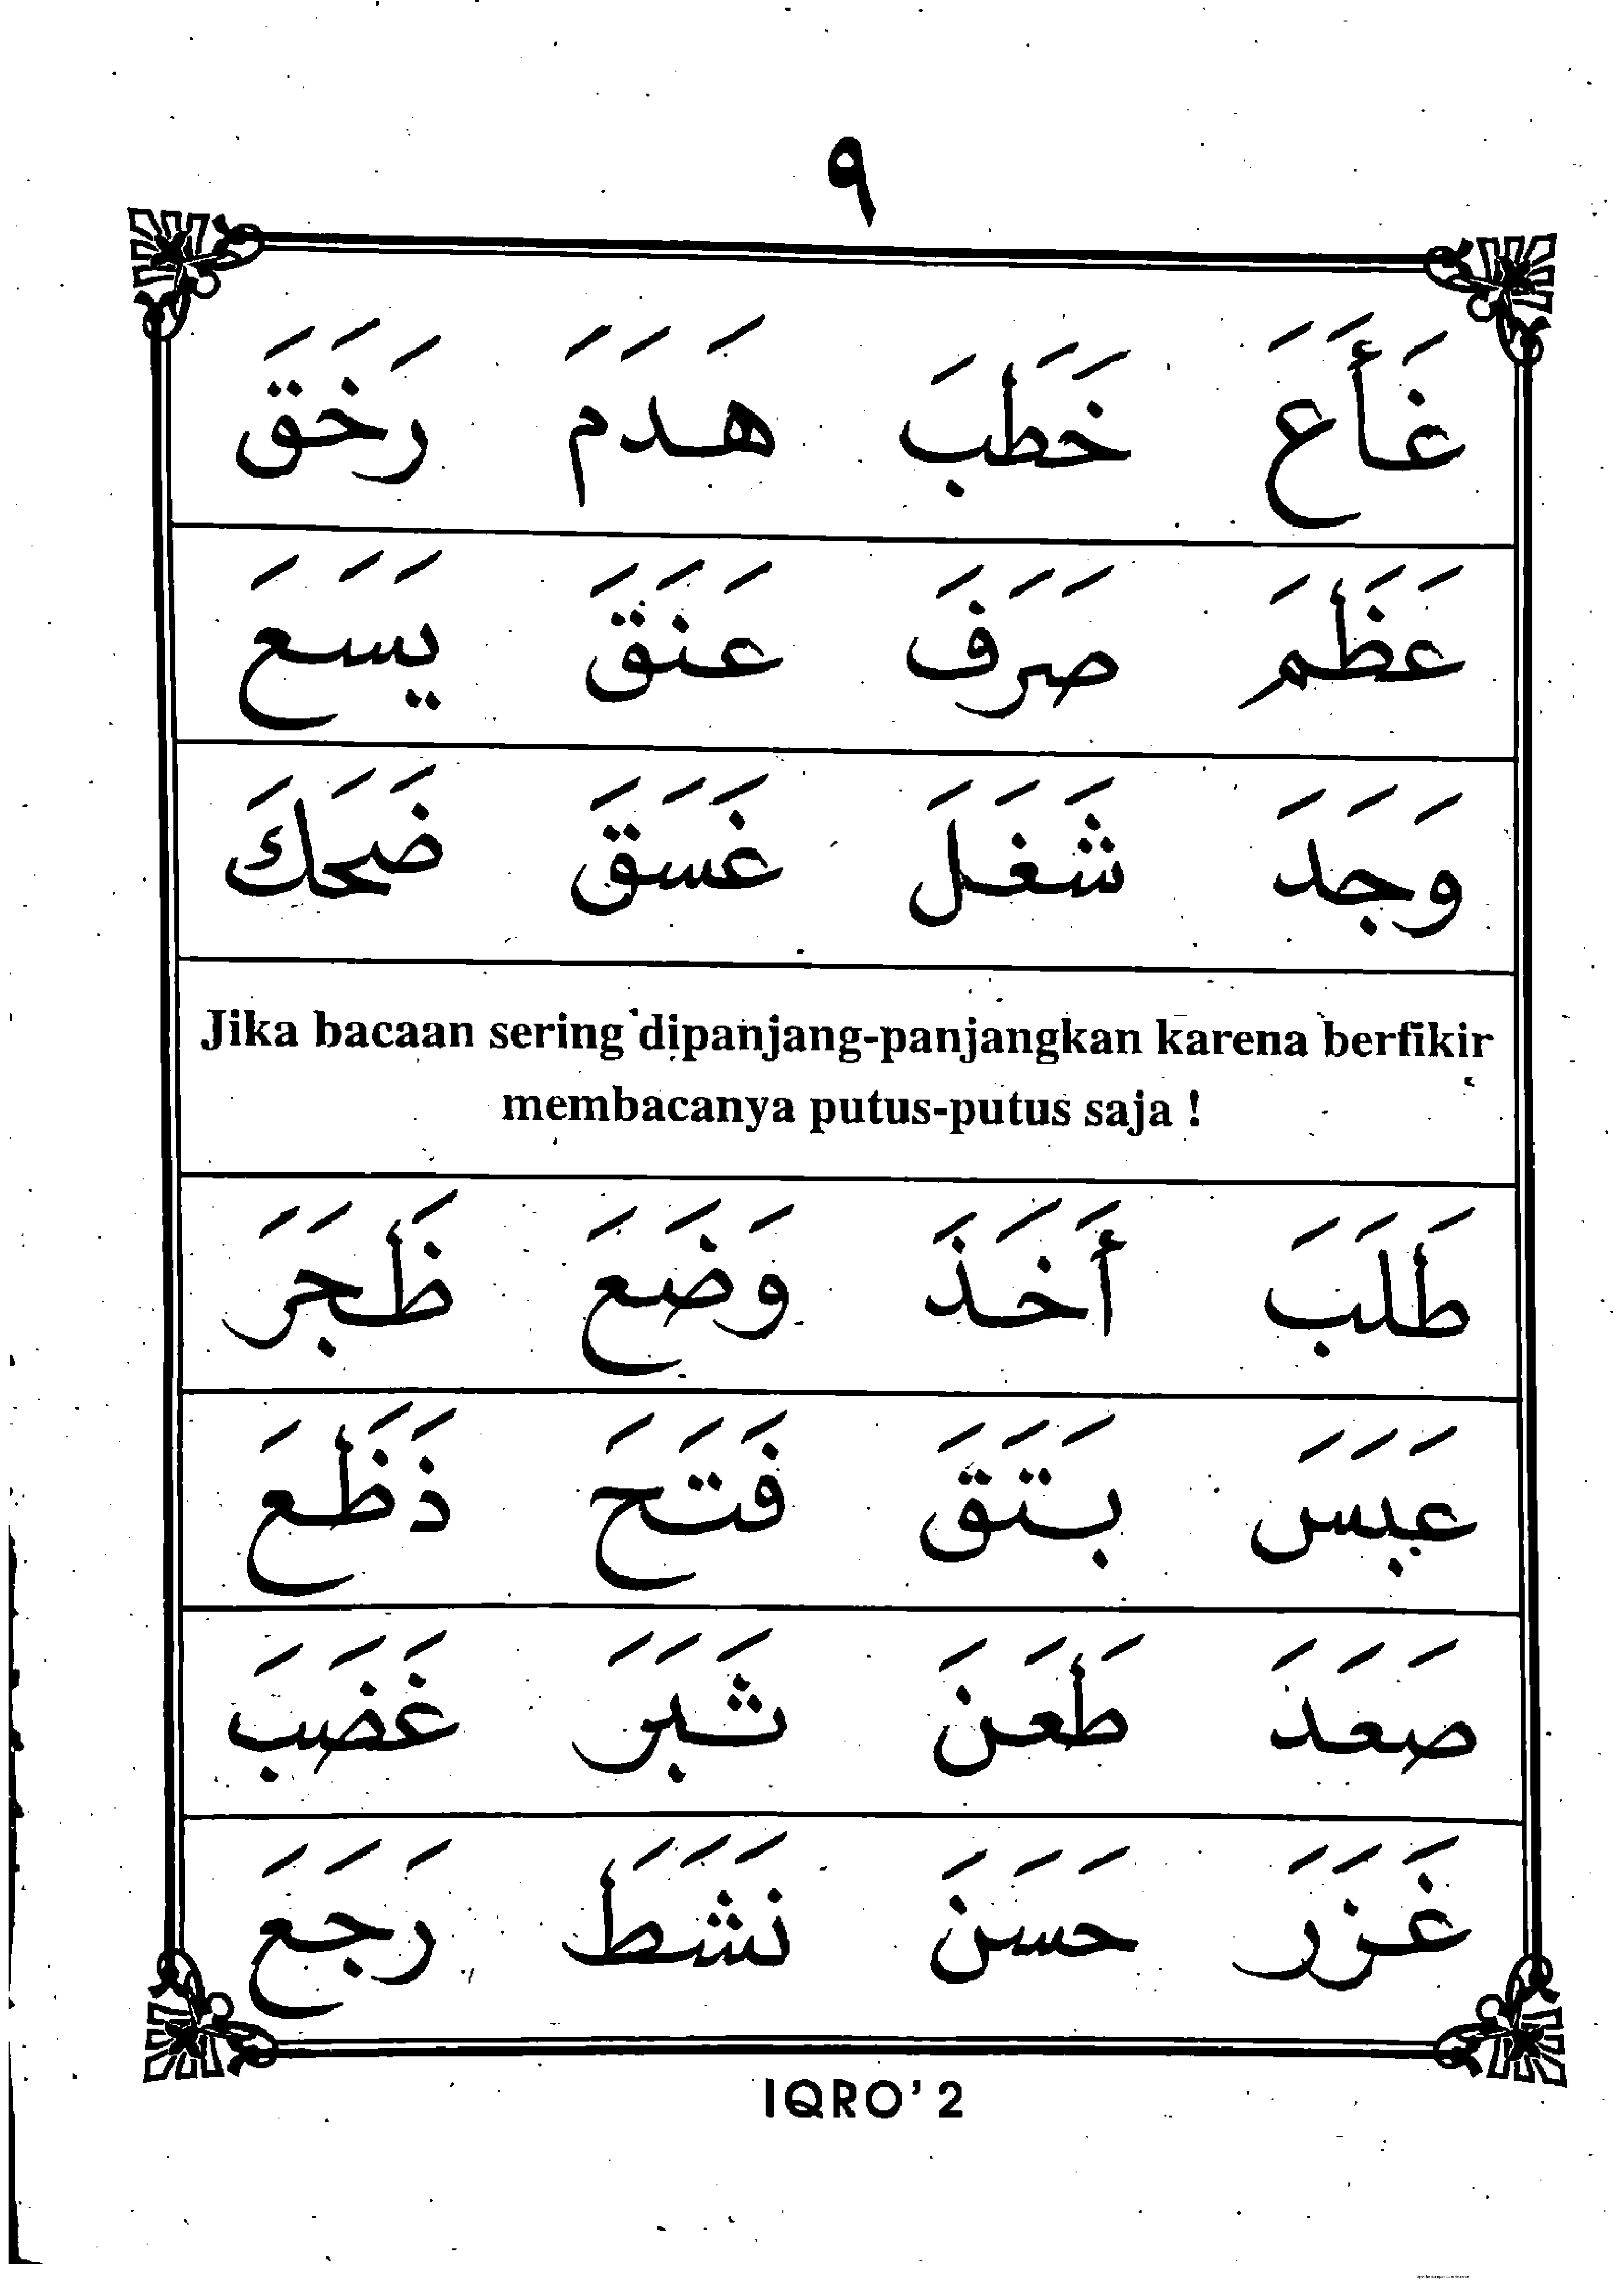 ٩
غَأَعَ خَطَبَ هَدَمَ رَخَقَ
عَظَمَ صَرَفَ عَنَقَ يَسَعَ
وَجَدَ شَغَلَ غَسَقَ ضَحَكَ
Jika bacaan sering dipanjang-panjangkan karena berfikir
membacanya putus-putus saja !
طَلَبَ أَخَذَ وَضَعَ ظَجَرَ
عَبَسَ بَتَقَ فَتَحَ ذَظَعَ
صَعَدَ طَعَنَ ثَبَرَ غَضَبَ
غَزَرَ حَسَنَ نَشَطَ رَجَعَ
IQRO' 2